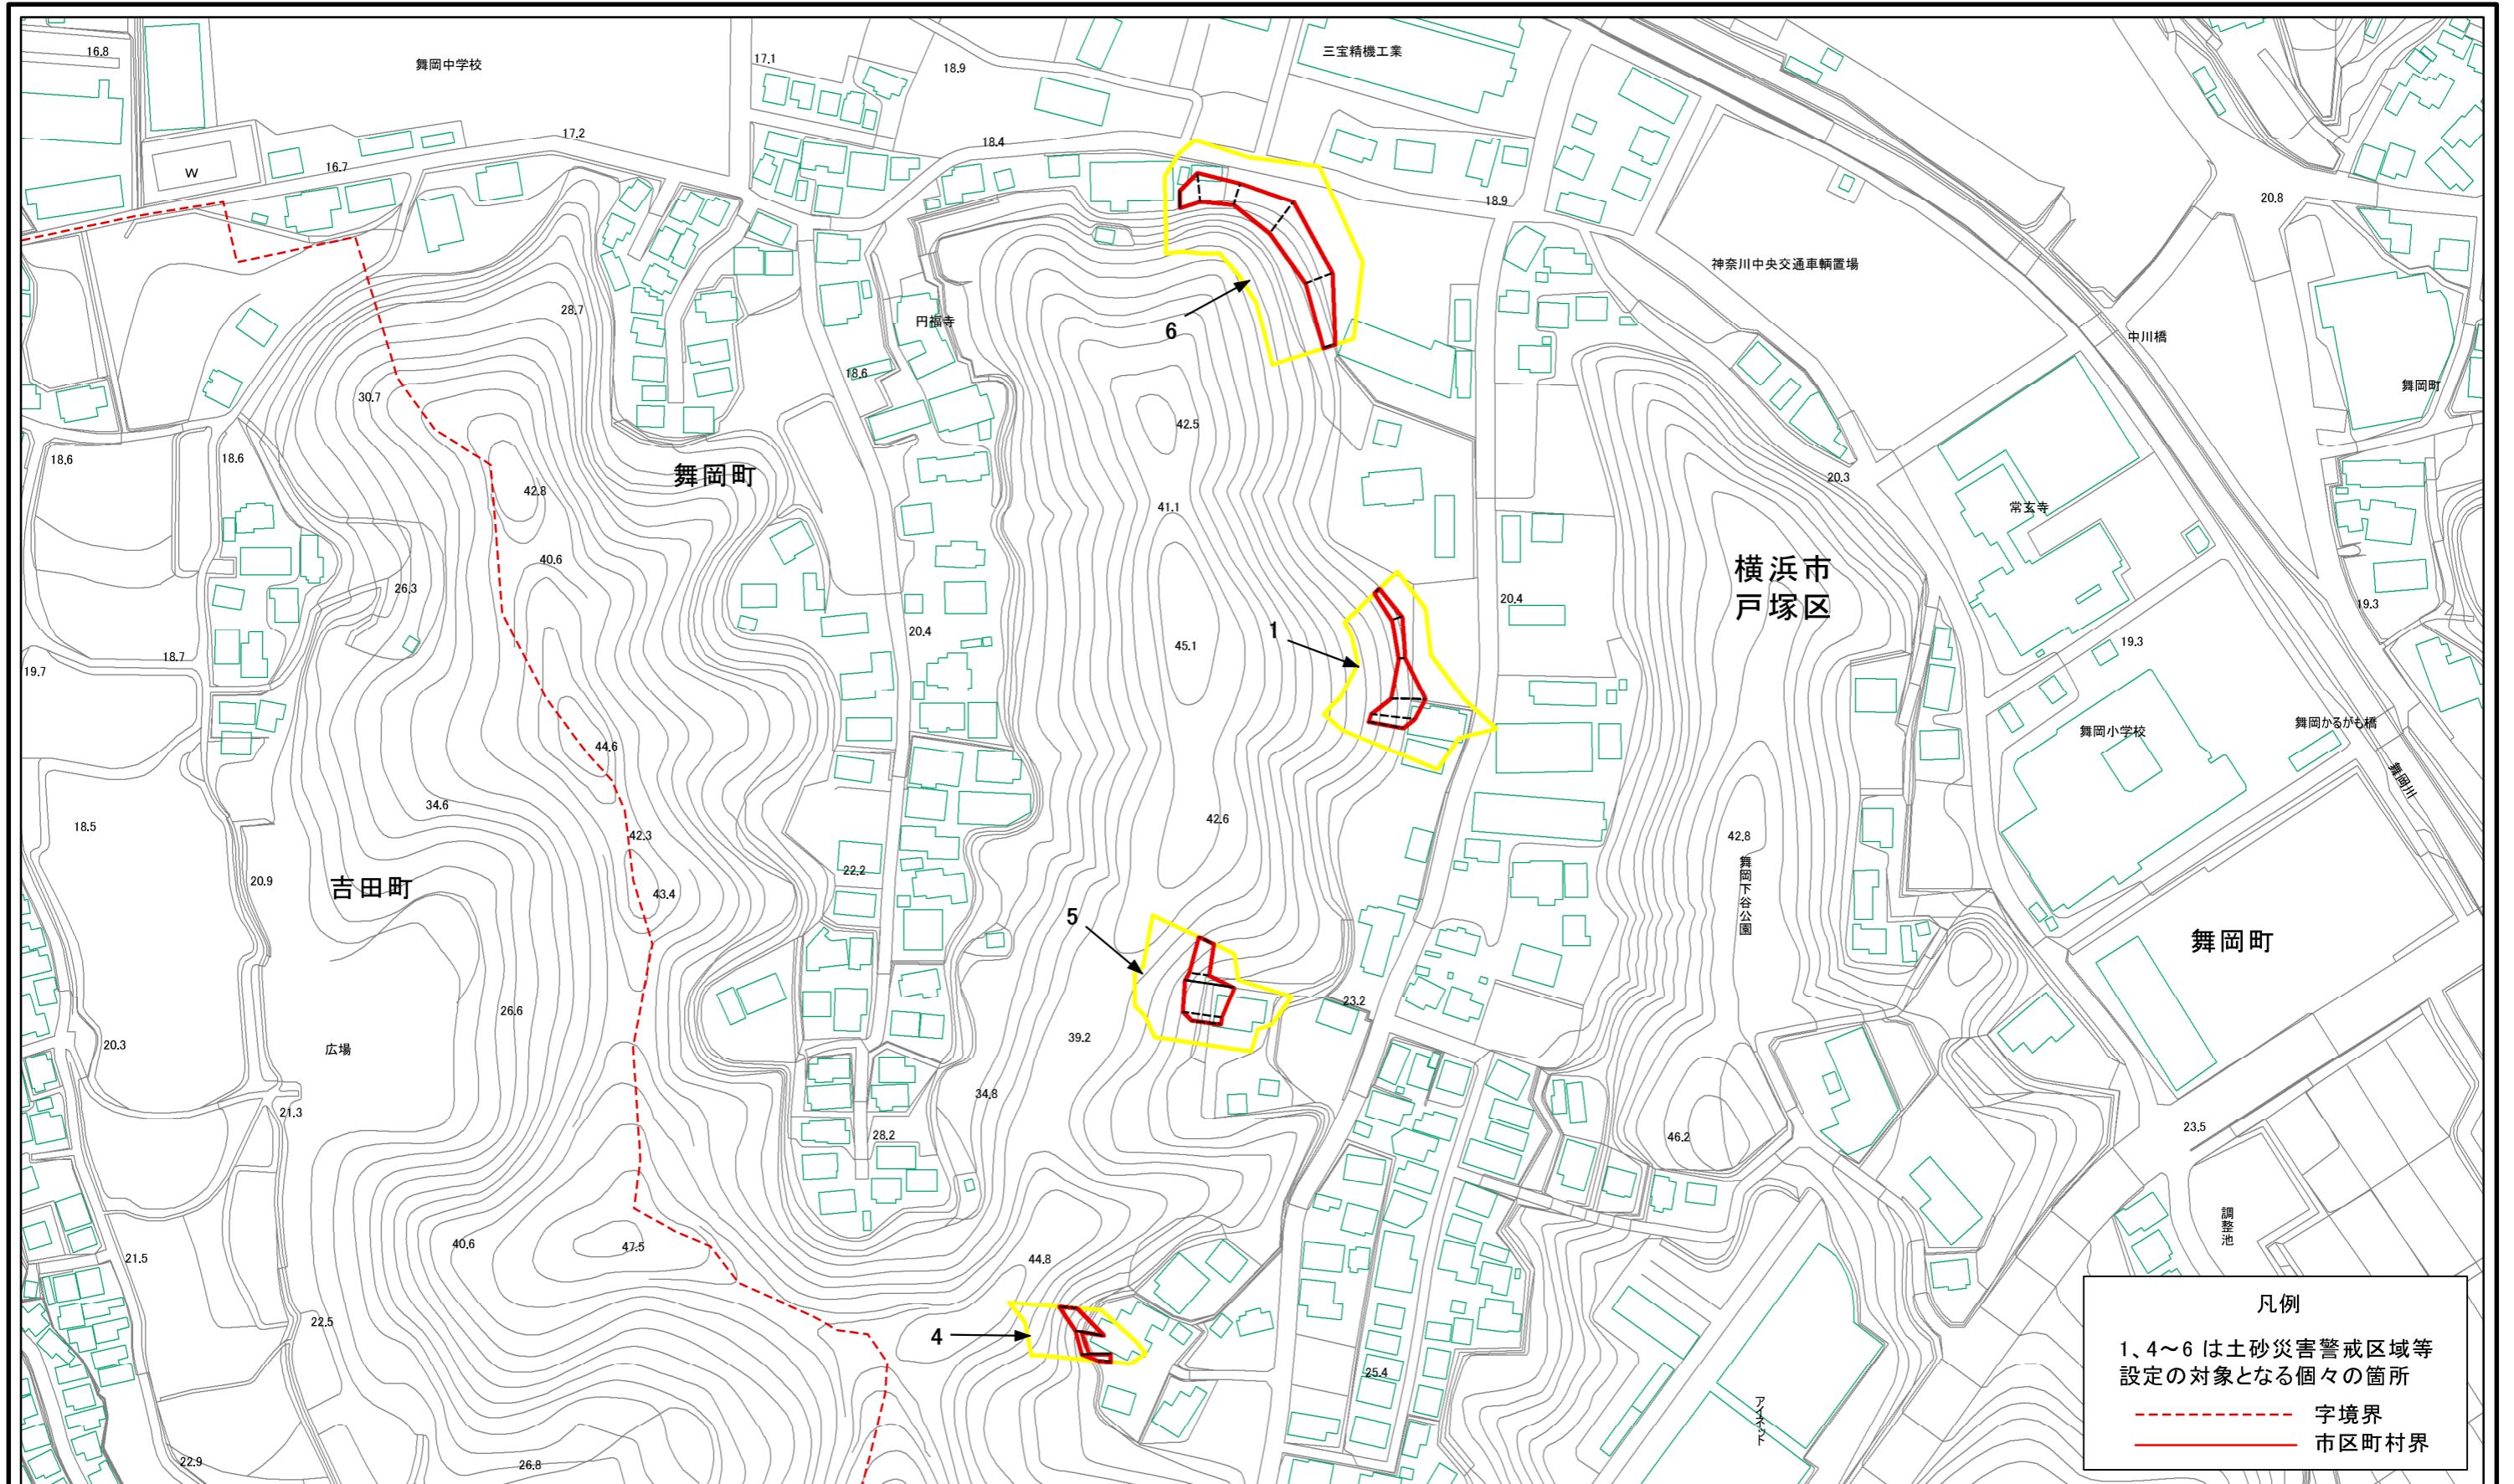 16.8
舞岡中学校
17.1
18.9
三宝精機工業
17.2
18.4
W
16.7
18.9
20.8
神奈川中央交通車輌置場
28.7
円福寺
6
中川橋
18.6
舞岡町
30.7
42.5
18.6
18.6
舞岡町
42.8
20.3
41.1
常玄寺
40.6
横浜市
戸塚区
26.3
20.4
19.3
20.4
1
18.7
45.1
19.3
19.7
舞岡小学校
舞岡かるがも橋
44.6
舞岡川
34.6
42.6
18.5
42.3
42.8
舞岡下谷公園
22.2
20.9
吉田町
43.4
5
舞岡町
23.2
26.6
39.2
20.3
広場
34.8
21.3
28.2
46.2
23.5
調整池
40.6
47.5
21.5
44.8
22.5
4
25.4
アイネット
22.9
26.8
凡例
1、4～6 は土砂災害警戒区域等
設定の対象となる個々の箇所
字境界
市区町村界